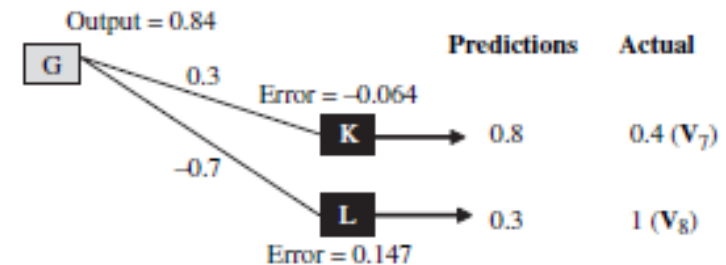 Output = 0.84
Predictions Actual
G
0.3
Error = –0.064
K 0.8 0.4 (V₇)
–0.7
L 0.3 1 (V₈)
Error = 0.147